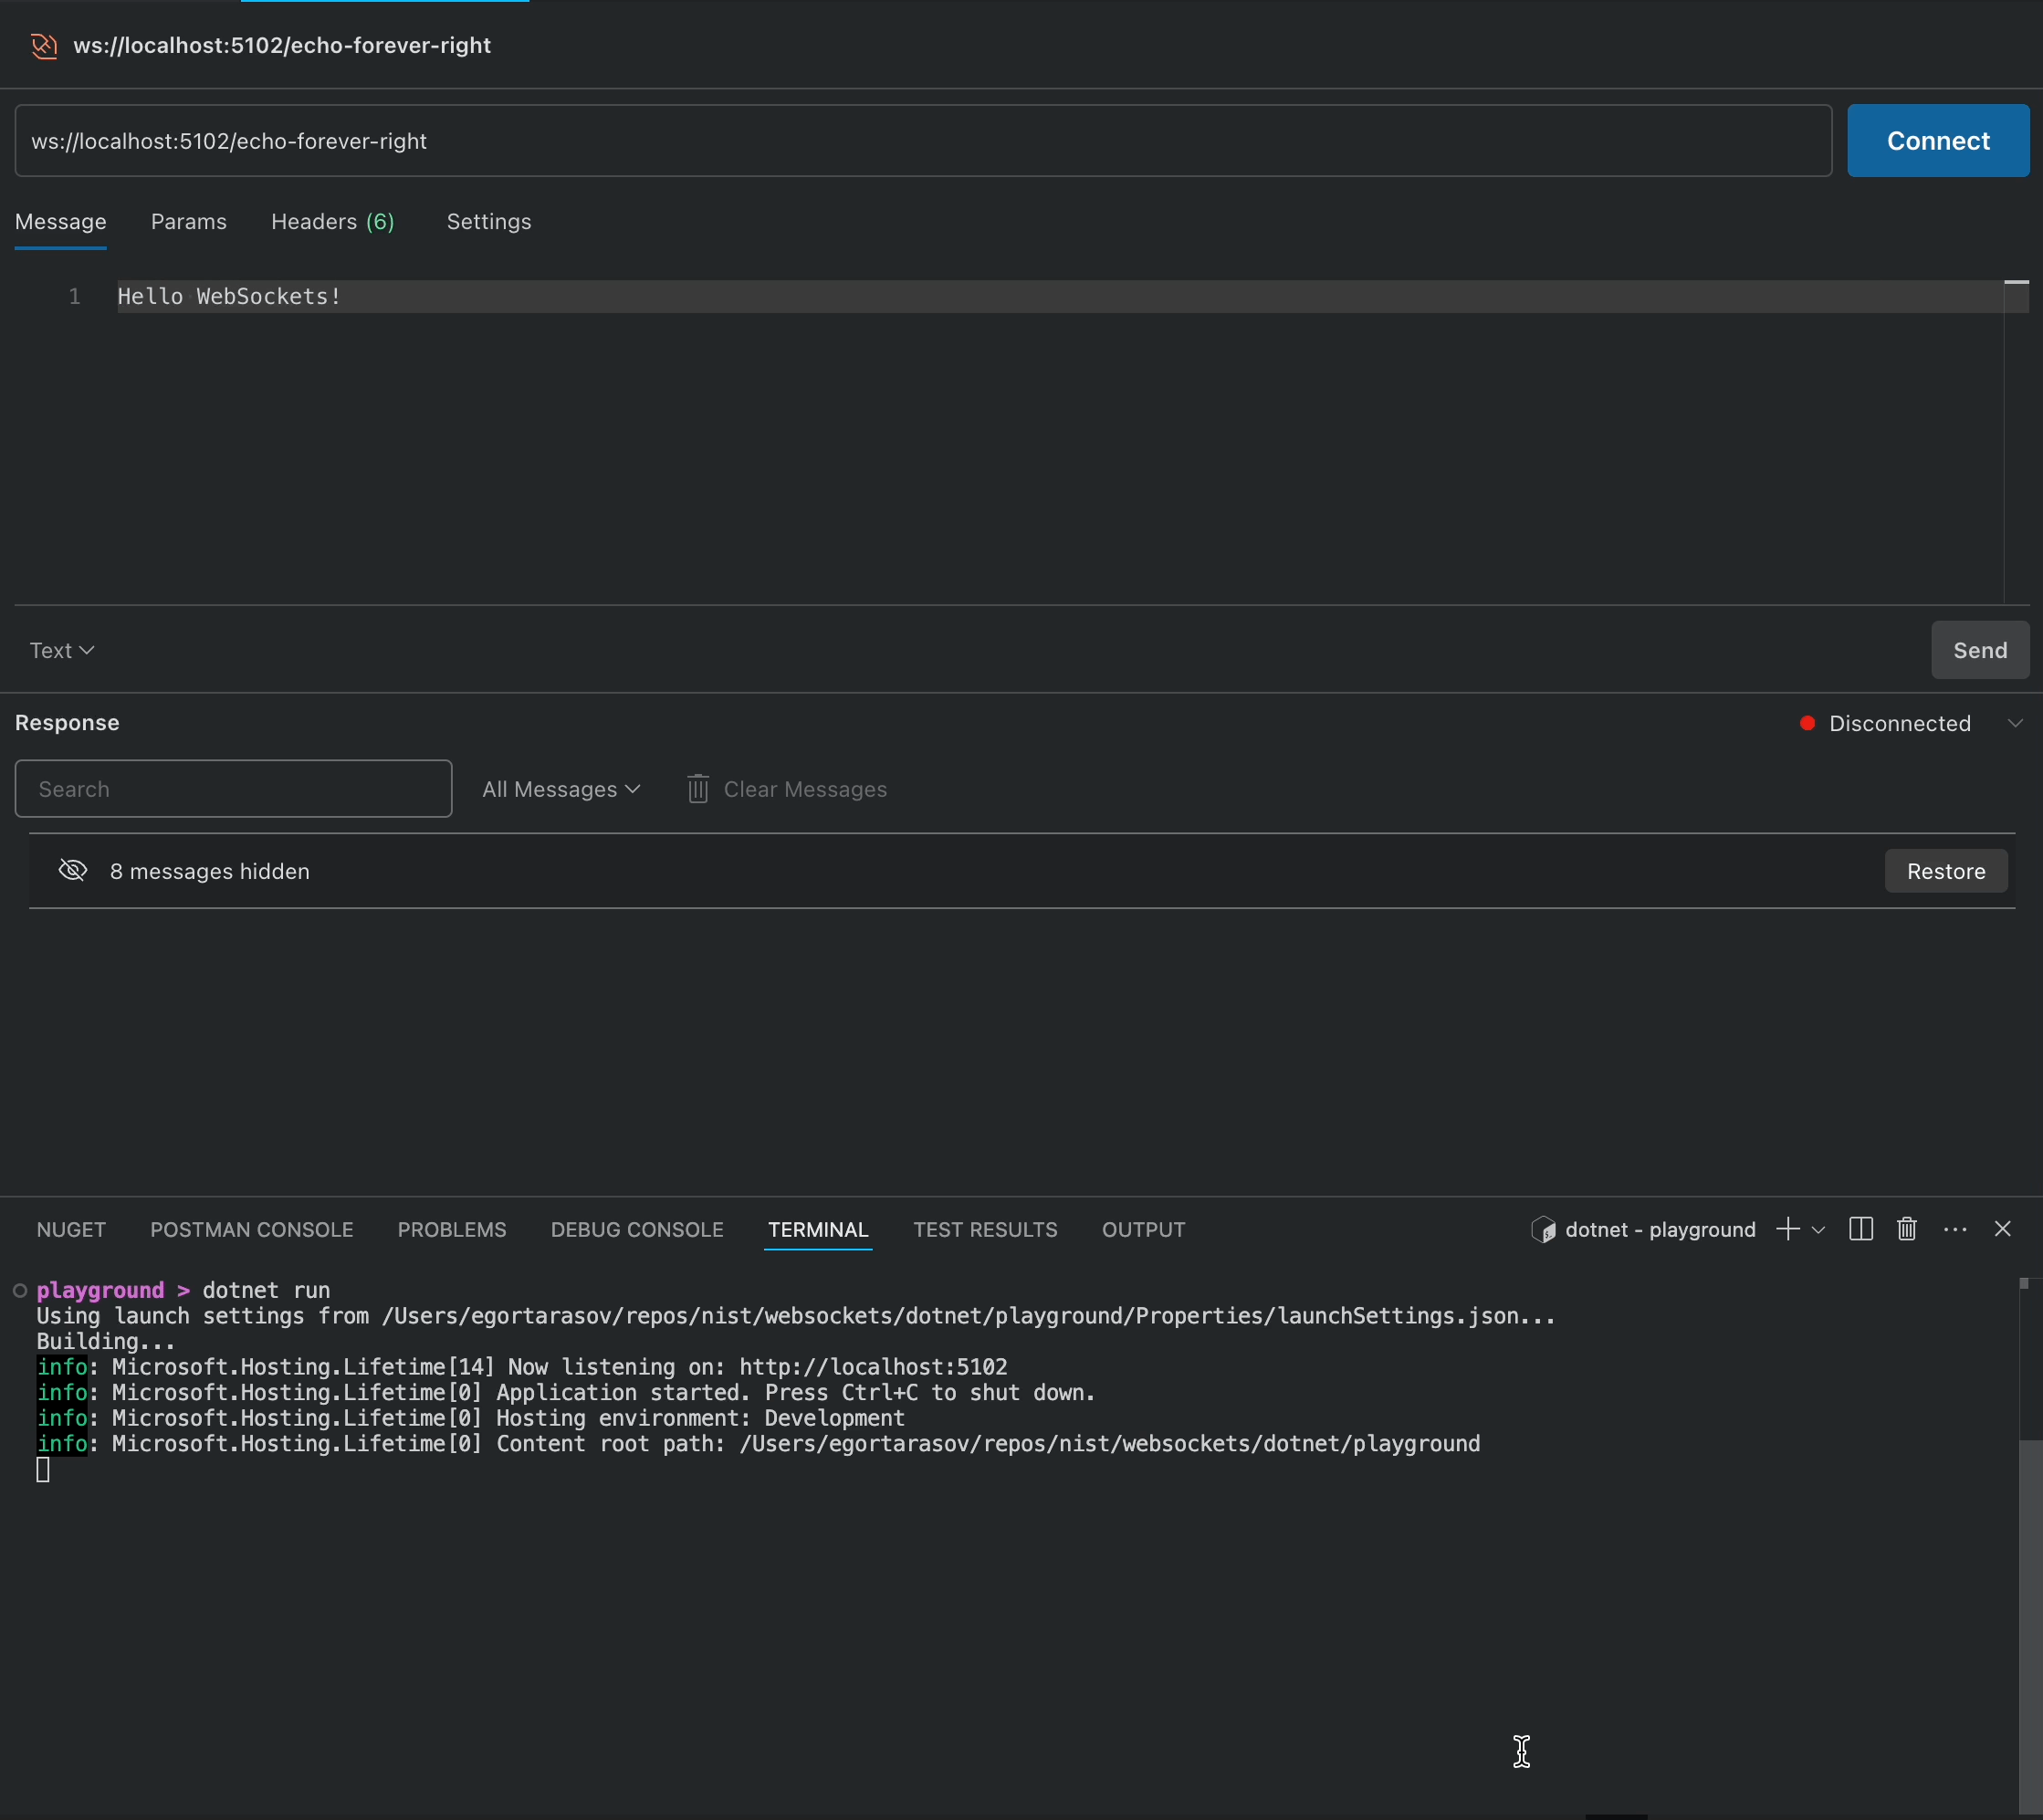 ws://localhost:5102/echo-forever-right
ws://localhost:5102/echo-forever-right
Connect
Message Params Headers (6) Settings
1 Hello WebSockets!
Text
Send
Response
Disconnected
Search
All Messages
Clear Messages
8 messages hidden
Restore
NUGET POSTMAN CONSOLE PROBLEMS DEBUG CONSOLE TERMINAL TEST RESULTS OUTPUT
dotnet - playground
playground > dotnet run
Using launch settings from /Users/egortarasov/repos/nist/websockets/dotnet/playground/Properties/launchSettings.json...
Building...
info: Microsoft.Hosting.Lifetime[14] Now listening on: http://localhost:5102
info: Microsoft.Hosting.Lifetime[0] Application started. Press Ctrl+C to shut down.
info: Microsoft.Hosting.Lifetime[0] Hosting environment: Development
info: Microsoft.Hosting.Lifetime[0] Content root path: /Users/egortarasov/repos/nist/websockets/dotnet/playground